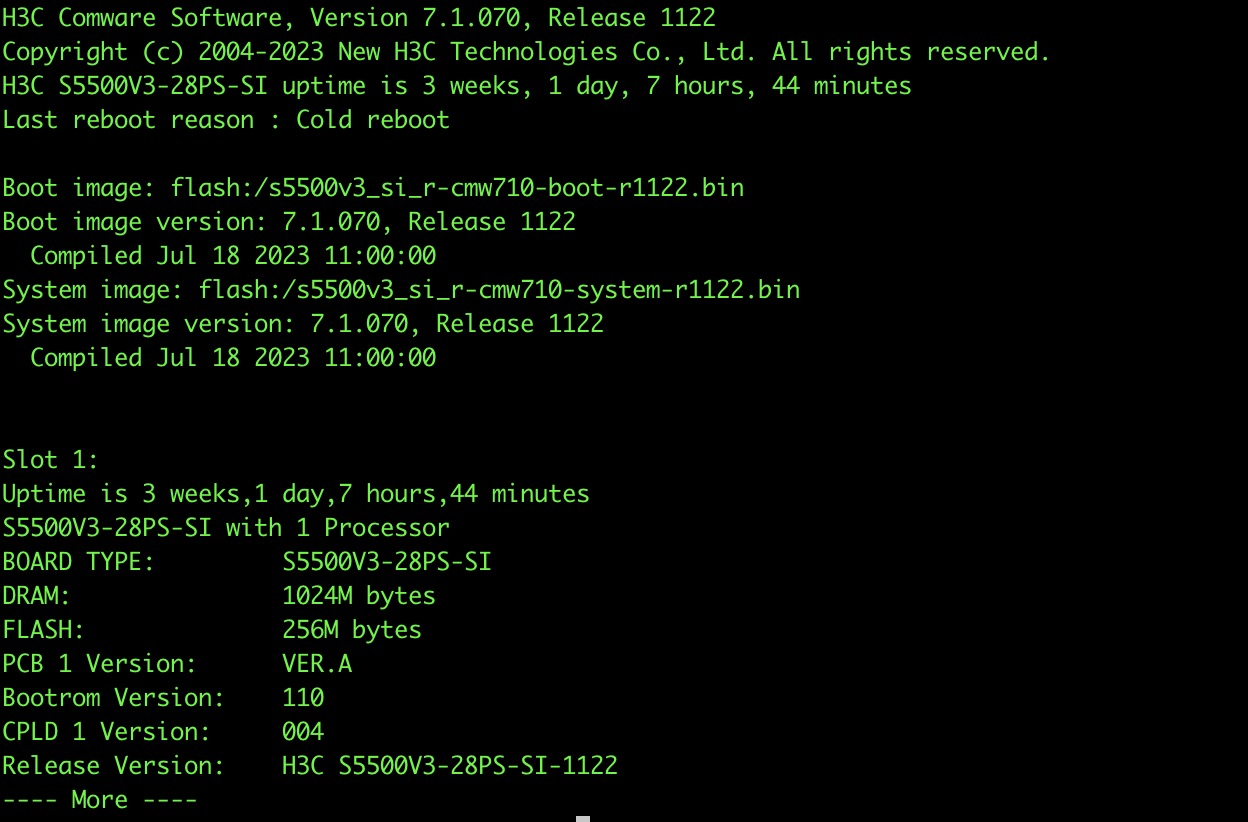 H3C Comware Software, Version 7.1.070, Release 1122
Copyright (c) 2004-2023 New H3C Technologies Co., Ltd. All rights reserved.
H3C S5500V3-28PS-SI uptime is 3 weeks, 1 day, 7 hours, 44 minutes
Last reboot reason : Cold reboot

Boot image: flash:/s5500v3_si_r-cmw710-boot-r1122.bin
Boot image version: 7.1.070, Release 1122
  Compiled Jul 18 2023 11:00:00
System image: flash:/s5500v3_si_r-cmw710-system-r1122.bin
System image version: 7.1.070, Release 1122
  Compiled Jul 18 2023 11:00:00


Slot 1:
Uptime is 3 weeks,1 day,7 hours,44 minutes
S5500V3-28PS-SI with 1 Processor
BOARD TYPE:         S5500V3-28PS-SI
DRAM:               1024M bytes
FLASH:              256M bytes
PCB 1 Version:      VER.A
Bootrom Version:    110
CPLD 1 Version:     004
Release Version:    H3C S5500V3-28PS-SI-1122
---- More ----